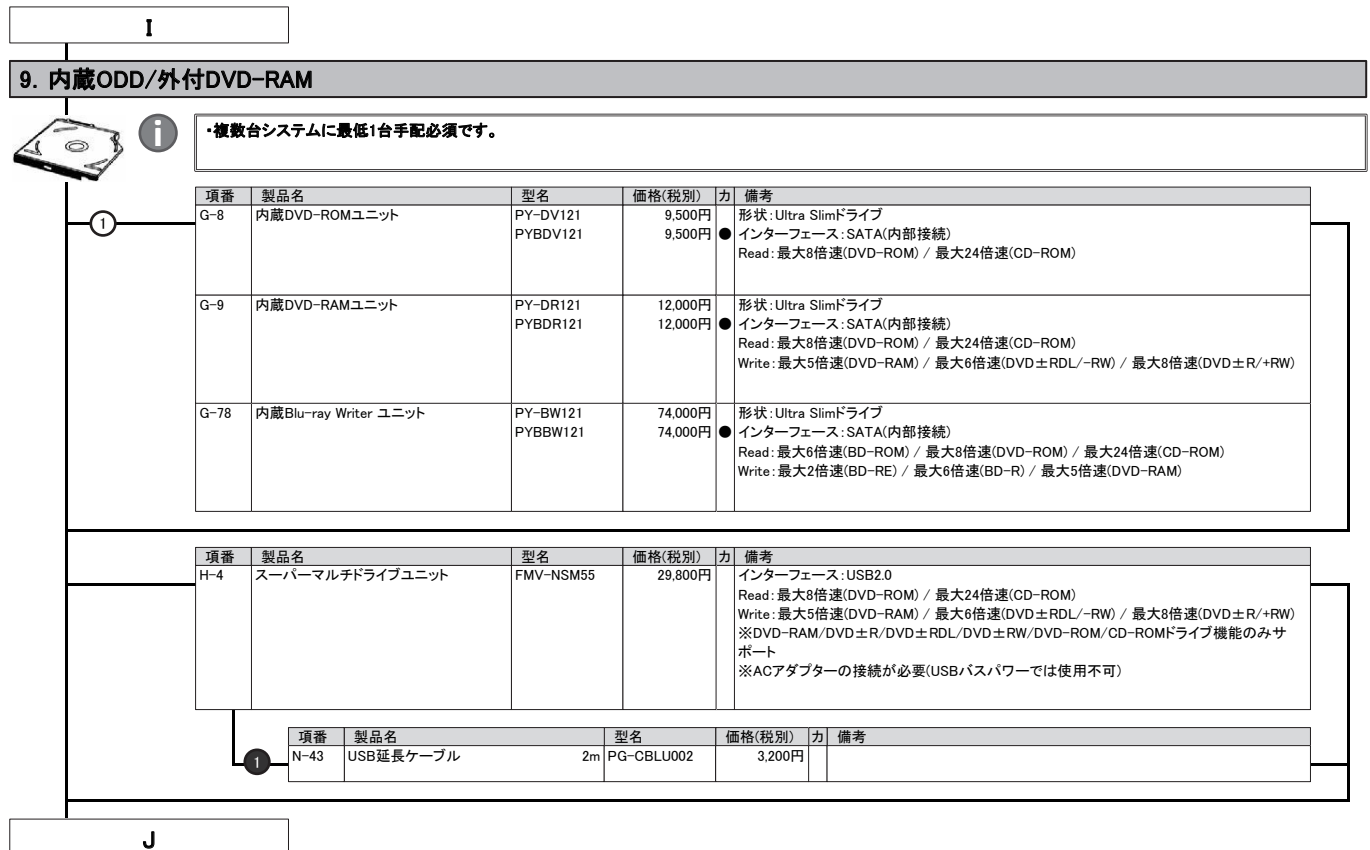 I
9. 内蔵ODD/外付DVD-RAM
i
・複数台システムに最低1台手配必須です。
項番 製品名 型名 価格(税別) カ 備考
1
G-8 内蔵DVD-ROMユニット PY-DV121 9,500円 形状:Ultra Slimドライブ
PYBDV121 9,500円 ● インターフェース:SATA(内部接続)
Read:最大8倍速(DVD-ROM) / 最大24倍速(CD-ROM)
G-9 内蔵DVD-RAMユニット PY-DR121 12,000円 形状:Ultra Slimドライブ
PYBDR121 12,000円 ● インターフェース:SATA(内部接続)
Read:最大8倍速(DVD-ROM) / 最大24倍速(CD-ROM)
Write:最大5倍速(DVD-RAM) / 最大6倍速(DVD±RDL/-RW) / 最大8倍速(DVD±R/+RW)
G-78 内蔵Blu-ray Writer ユニット PY-BW121 74,000円 形状:Ultra Slimドライブ
PYBBW121 74,000円 ● インターフェース:SATA(内部接続)
Read:最大6倍速(BD-ROM) / 最大8倍速(DVD-ROM) / 最大24倍速(CD-ROM)
Write:最大2倍速(BD-RE) / 最大6倍速(BD-R) / 最大5倍速(DVD-RAM)
項番 製品名 型名 価格(税別) カ 備考
H-4 スーパーマルチドライブユニット FMV-NSM55 29,800円 インターフェース:USB2.0
Read:最大8倍速(DVD-ROM) / 最大24倍速(CD-ROM)
Write:最大5倍速(DVD-RAM) / 最大6倍速(DVD±RDL/-RW) / 最大8倍速(DVD±R/+RW)
※DVD-RAM/DVD±R/DVD±RDL/DVD±RW/DVD-ROM/CD-ROMドライブ機能のみサ
ポート
※ACアダプターの接続が必要(USBバスパワーでは使用不可)
項番 製品名 型名 価格(税別) カ 備考
1 N-43 USB延長ケーブル 2m PG-CBLU002 3,200円
J